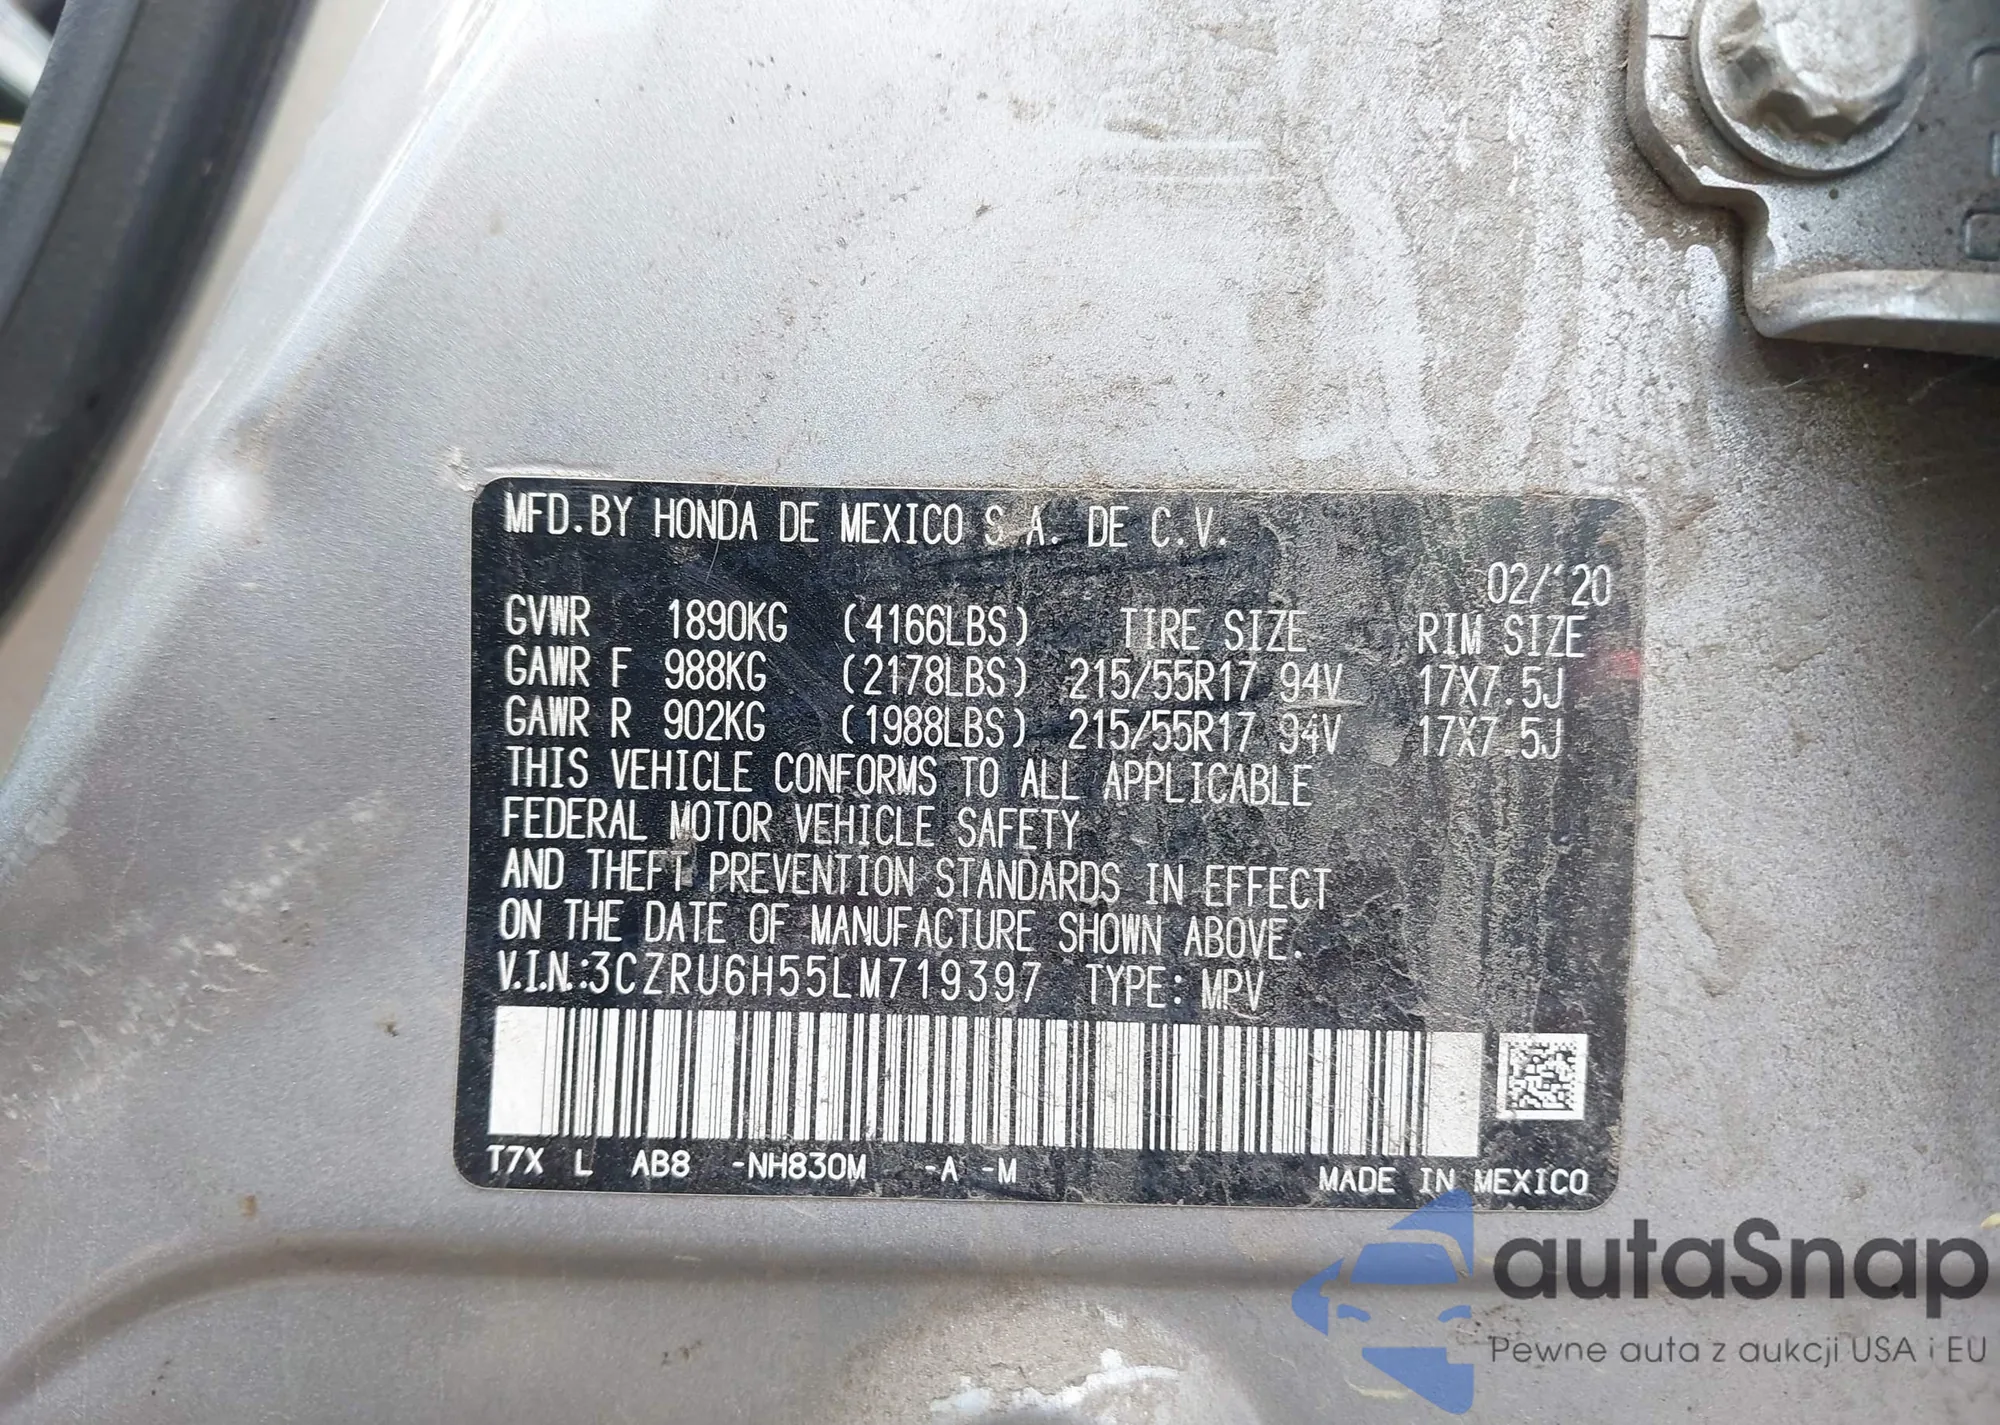 MFD.BY HONDA DE MEXICO S.A. DE C.V.
02/'20
GVWR 1890KG (4166LBS) TIRE SIZE RIM SIZE
GAWR F 988KG (2178LBS) 215/55R17 94V 17X7.5J
GAWR R 902KG (1988LBS) 215/55R17 94V 17X7.5J
THIS VEHICLE CONFORMS TO ALL APPLICABLE
FEDERAL MOTOR VEHICLE SAFETY
AND THEFT PREVENTION STANDARDS IN EFFECT
ON THE DATE OF MANUFACTURE SHOWN ABOVE.
V.I.N.:3CZRU6H55LM719397 TYPE: MPV
T7X L AB8 -NH830M -A -M MADE IN MEXICO
autaSnap
Pewne auta z aukcji USA i EU